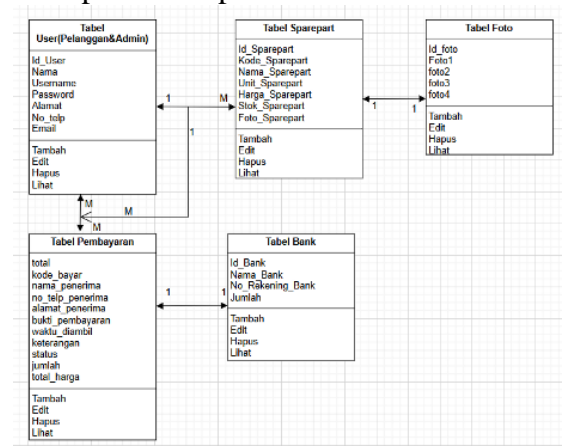 Tabel
User(Pelanggan&Admin)
Id_User
Nama
Username
Password
Alamat
No_telp
Email
Tambah
Edit
Hapus
Lihat
1
M
Tabel Sparepart
Id_Sparepart
Kode_Sparepart
Nama_Sparepart
Unit_Sparepart
Harga_Sparepart
Stok_Sparepart
Foto_Sparepart
Tambah
Edit
Hapus
Lihat
1
1
Tabel Foto
Id_foto
Foto1
foto2
foto3
foto4
Tambah
Edit
Hapus
Lihat
1
M
M
M
Tabel Pembayaran
total
kode_bayar
nama_penerima
no_telp_penerima
alamat_penerima
bukti_pembayaran
waktu_diambil
keterangan
status
jumlah
total_harga
Tambah
Edit
Hapus
Lihat
1
1
Tabel Bank
Id_Bank
Nama_Bank
No_Rekening_Bank
Jumlah
Tambah
Edit
Hapus
Lihat